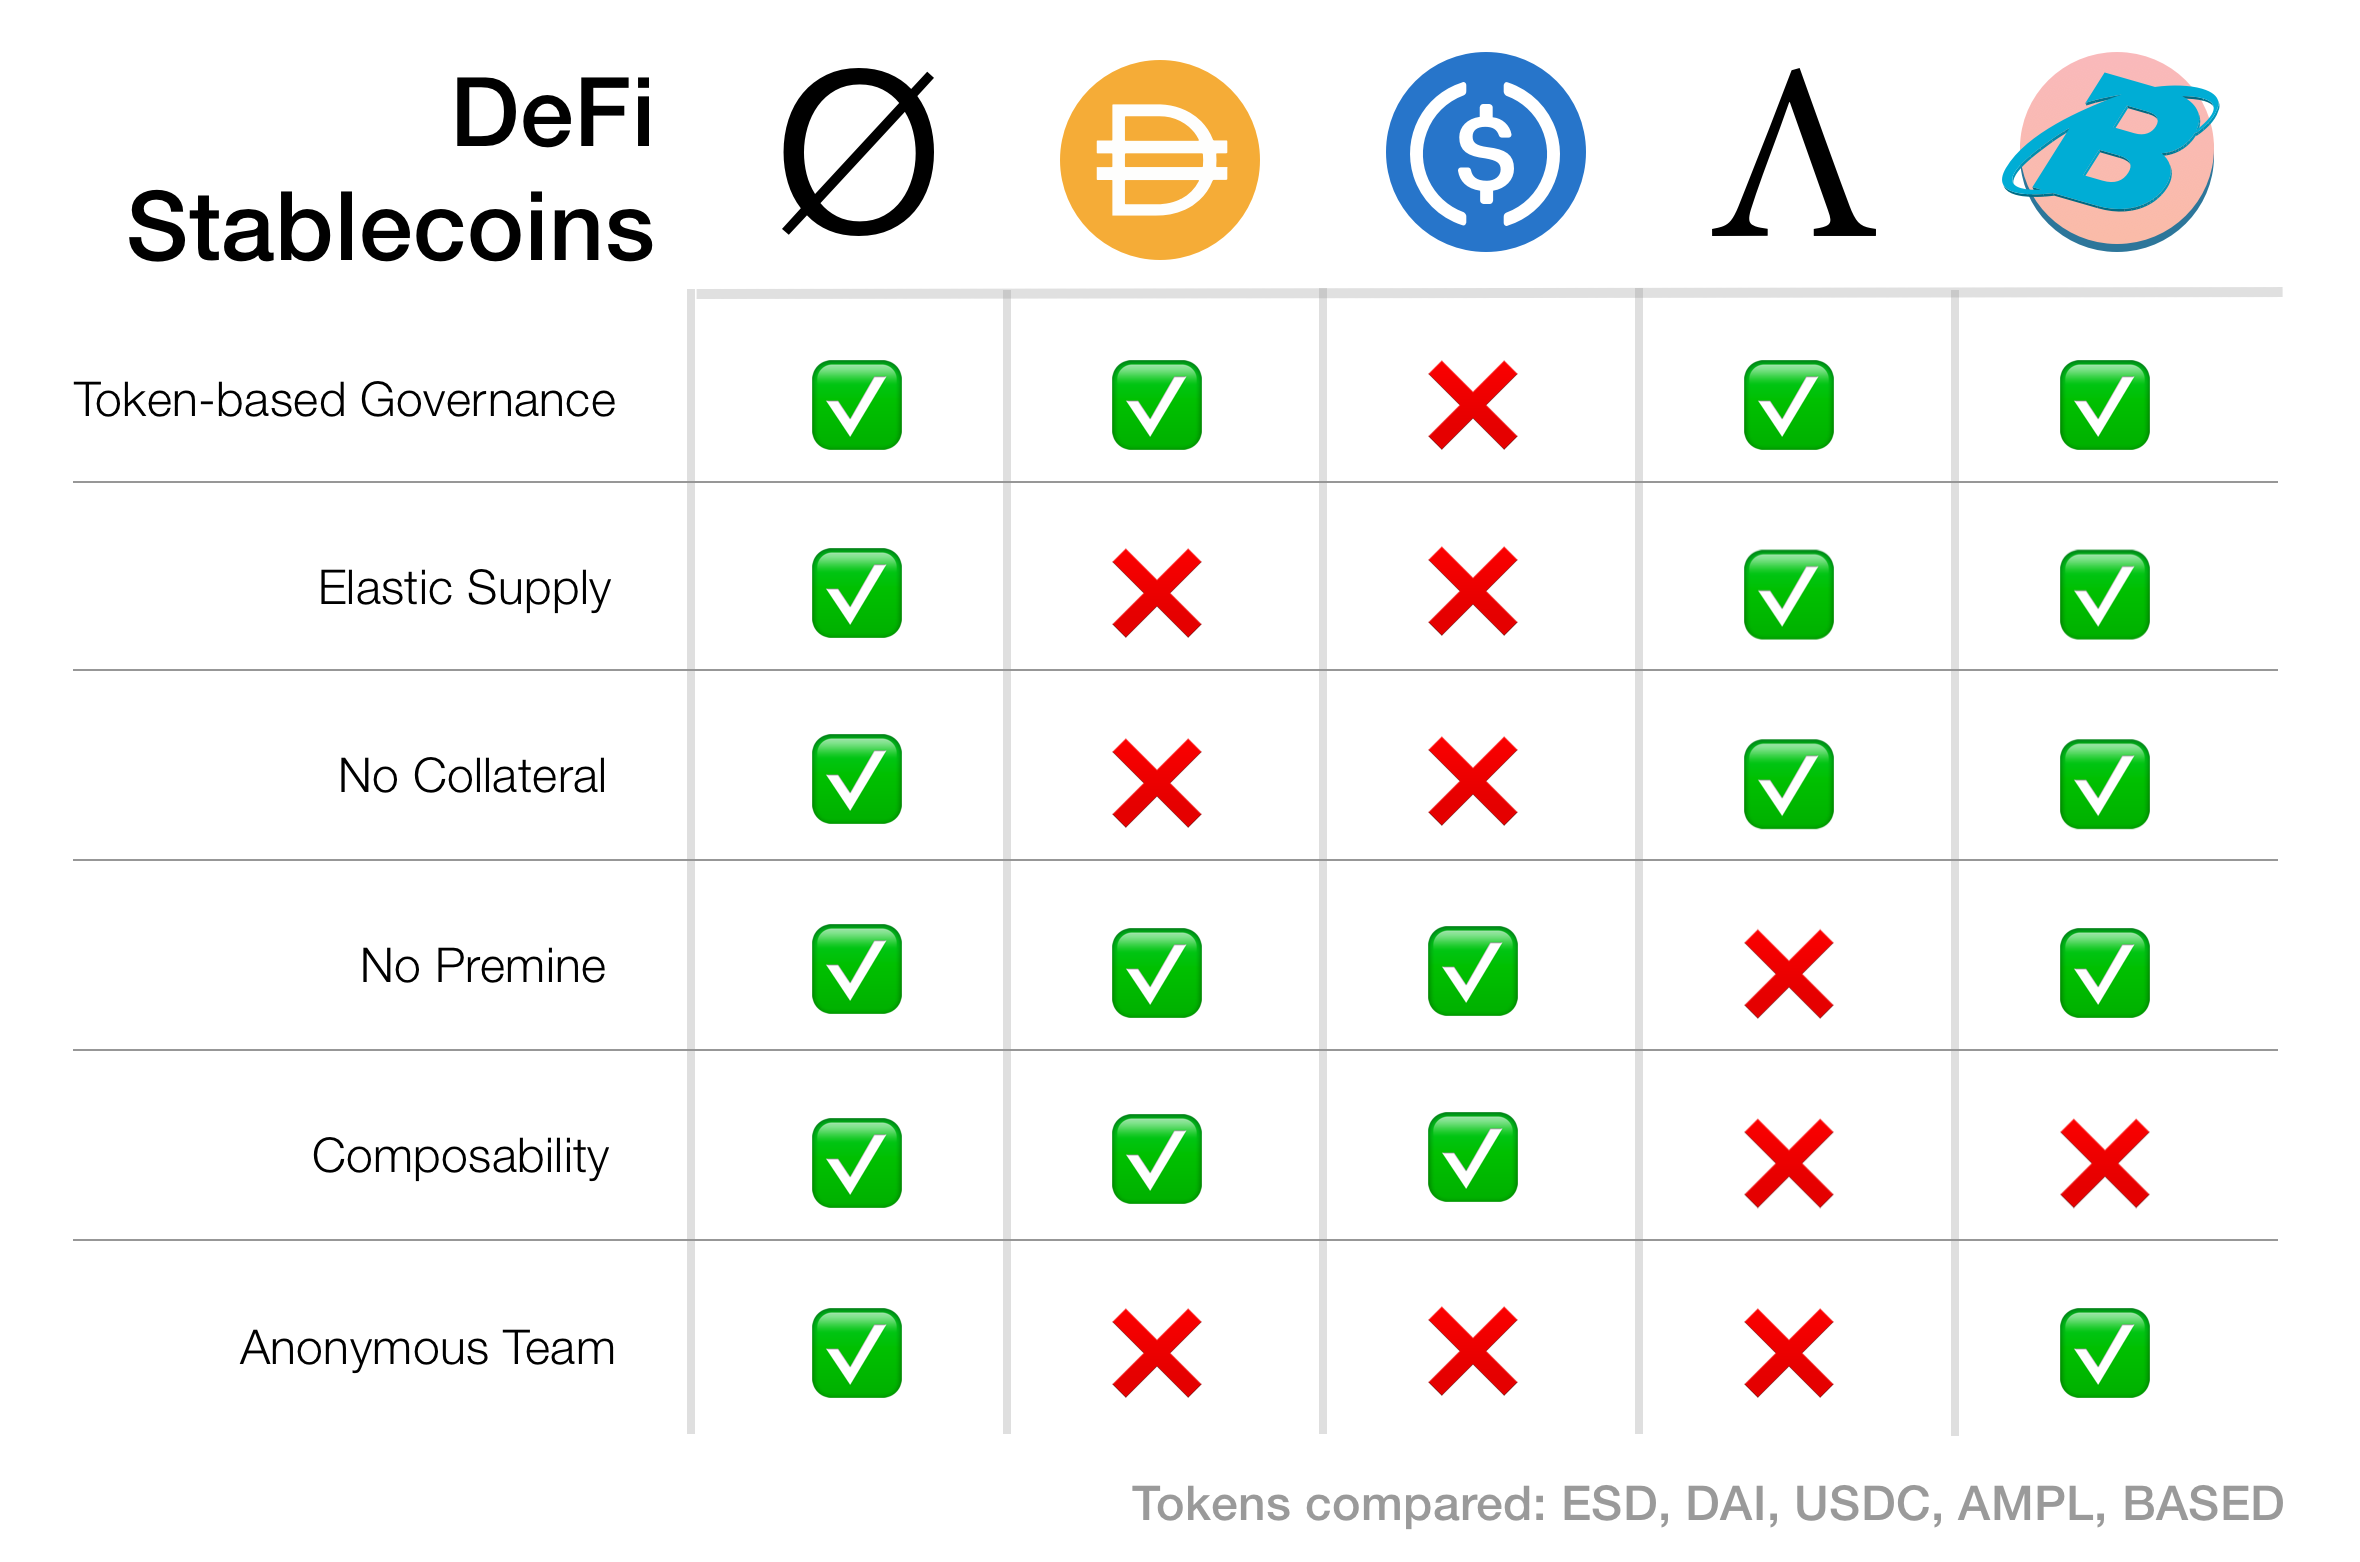 DeFi
Stablecoins
Token-based Governance
Elastic Supply
No Collateral
No Premine
Composability
Anonymous Team
Tokens compared: ESD, DAI, USDC, AMPL, BASED